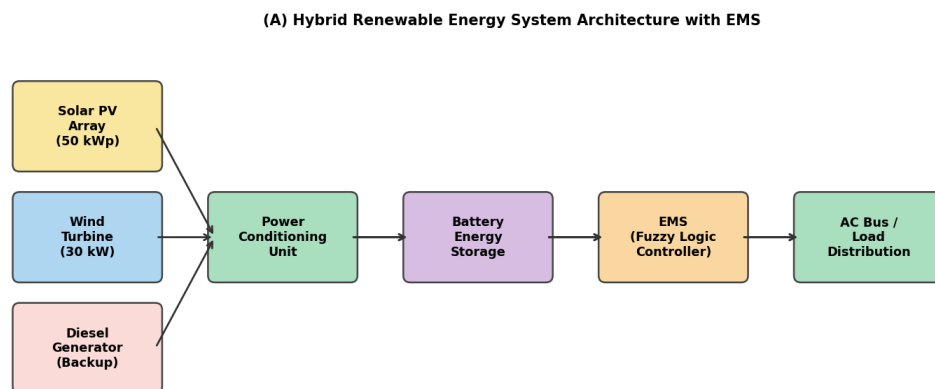 (A) Hybrid Renewable Energy System Architecture with EMS
Solar PV
Array
(50 kWp)
Wind
Turbine
(30 kW)
Diesel
Generator
(Backup)
Power
Conditioning
Unit
Battery
Energy
Storage
EMS
(Fuzzy Logic
Controller)
AC Bus /
Load
Distribution